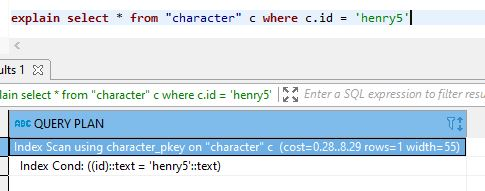 explain select * from "character" c where c.id = 'henry5'
ults 1
lain select * from "character" c where c.id = 'henry5'
Enter a SQL expression to filter resu
ABC QUERY PLAN
Index Scan using character_pkey on "character" c (cost=0.28..8.29 rows=1 width=55)
Index Cond: ((id)::text = 'henry5'::text)